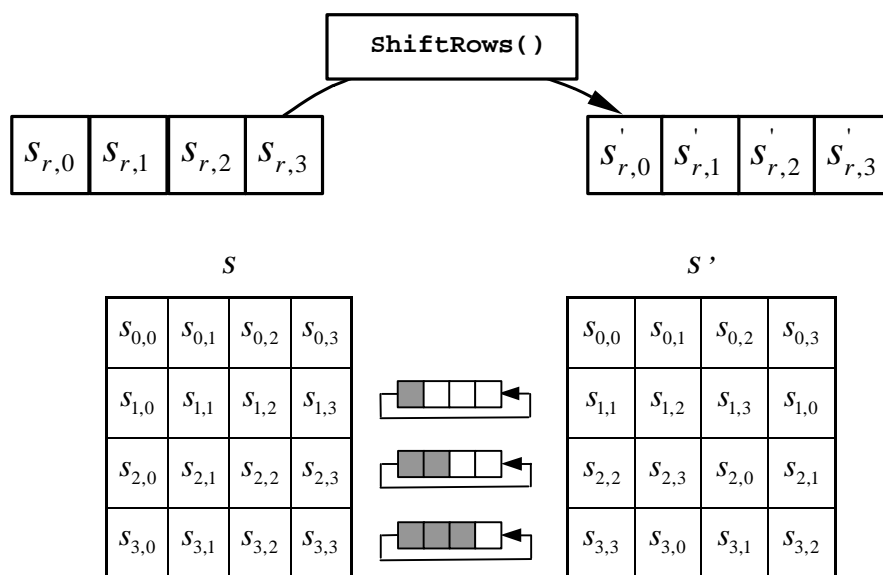 ShiftRows()
s_{r,0} s_{r,1} s_{r,2} s_{r,3} s'_{r,0} s'_{r,1} s'_{r,2} s'_{r,3}
S S'
s_{0,0} s_{0,1} s_{0,2} s_{0,3} s_{0,0} s_{0,1} s_{0,2} s_{0,3}
s_{1,0} s_{1,1} s_{1,2} s_{1,3} s_{1,1} s_{1,2} s_{1,3} s_{1,0}
s_{2,0} s_{2,1} s_{2,2} s_{2,3} s_{2,2} s_{2,3} s_{2,0} s_{2,1}
s_{3,0} s_{3,1} s_{3,2} s_{3,3} s_{3,3} s_{3,0} s_{3,1} s_{3,2}